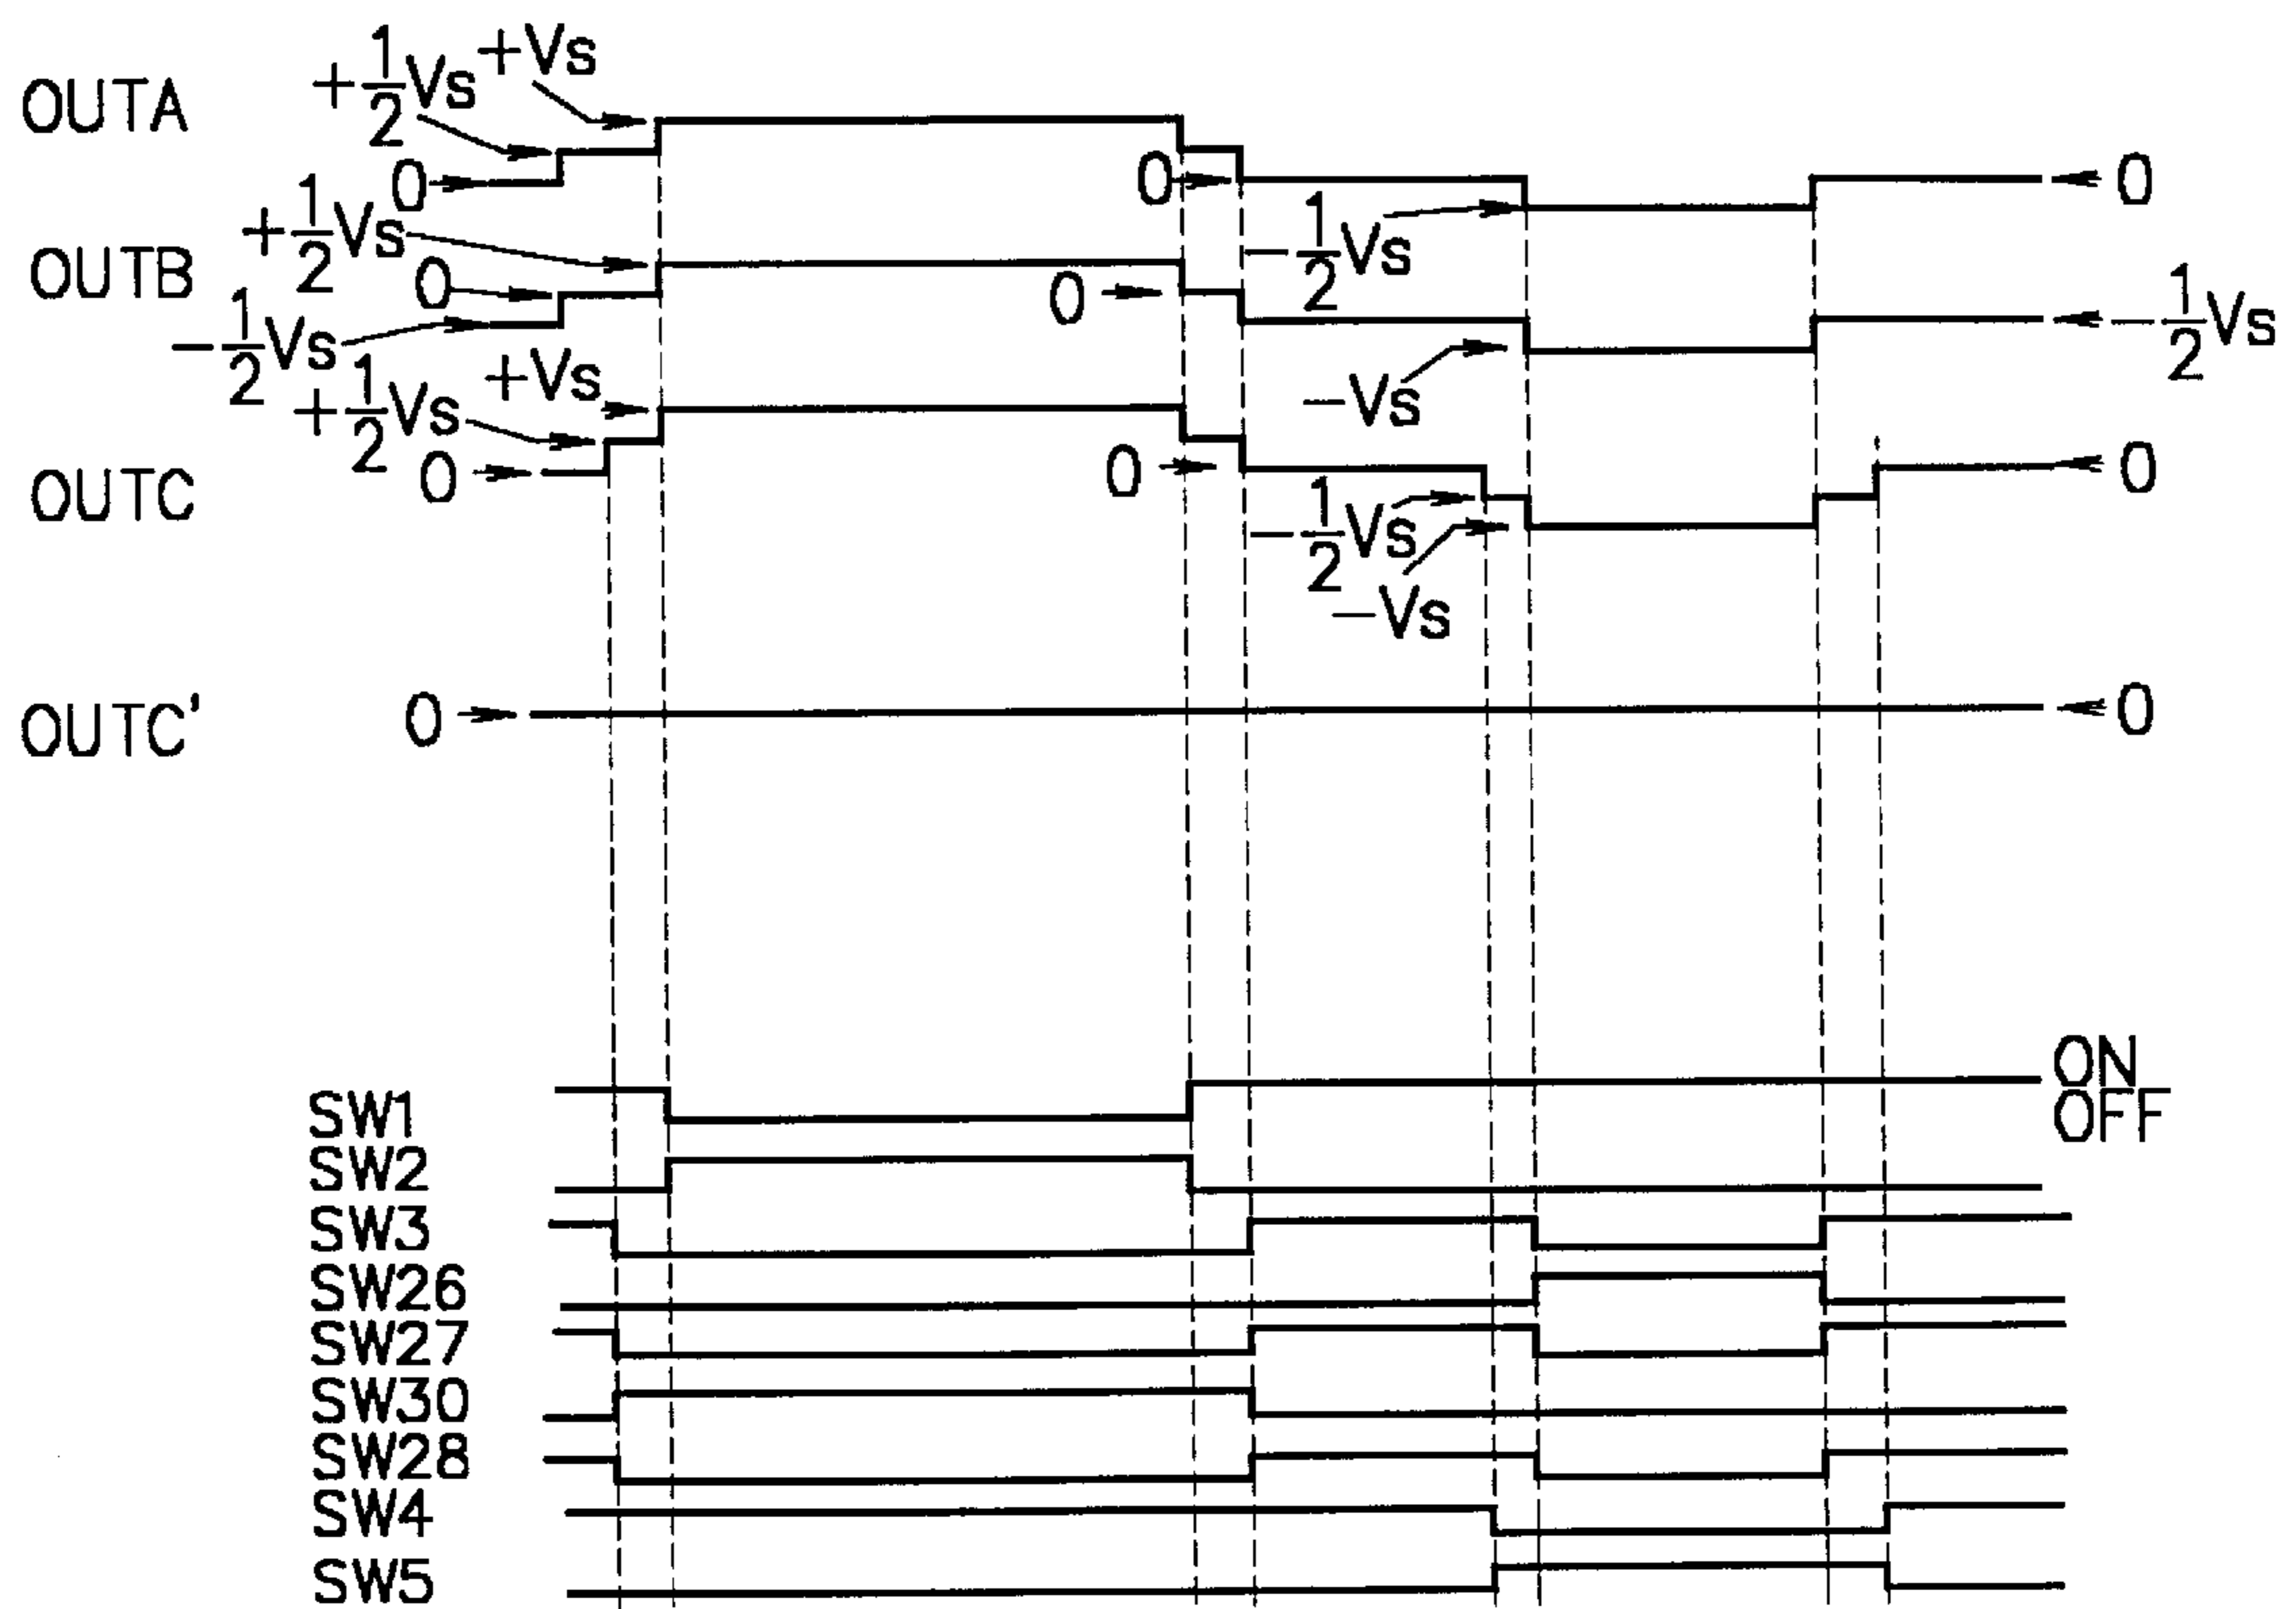 OUTA
+1/2Vs
+Vs
0
0
-1/2Vs
0
OUTB
+1/2Vs
0
-1/2Vs
0
-Vs
-1/2Vs
OUTC
+1/2Vs
+Vs
0
0
-1/2Vs
-Vs
0
OUTC'
0
0
ON
OFF
SW1
SW2
SW3
SW26
SW27
SW30
SW28
SW4
SW5